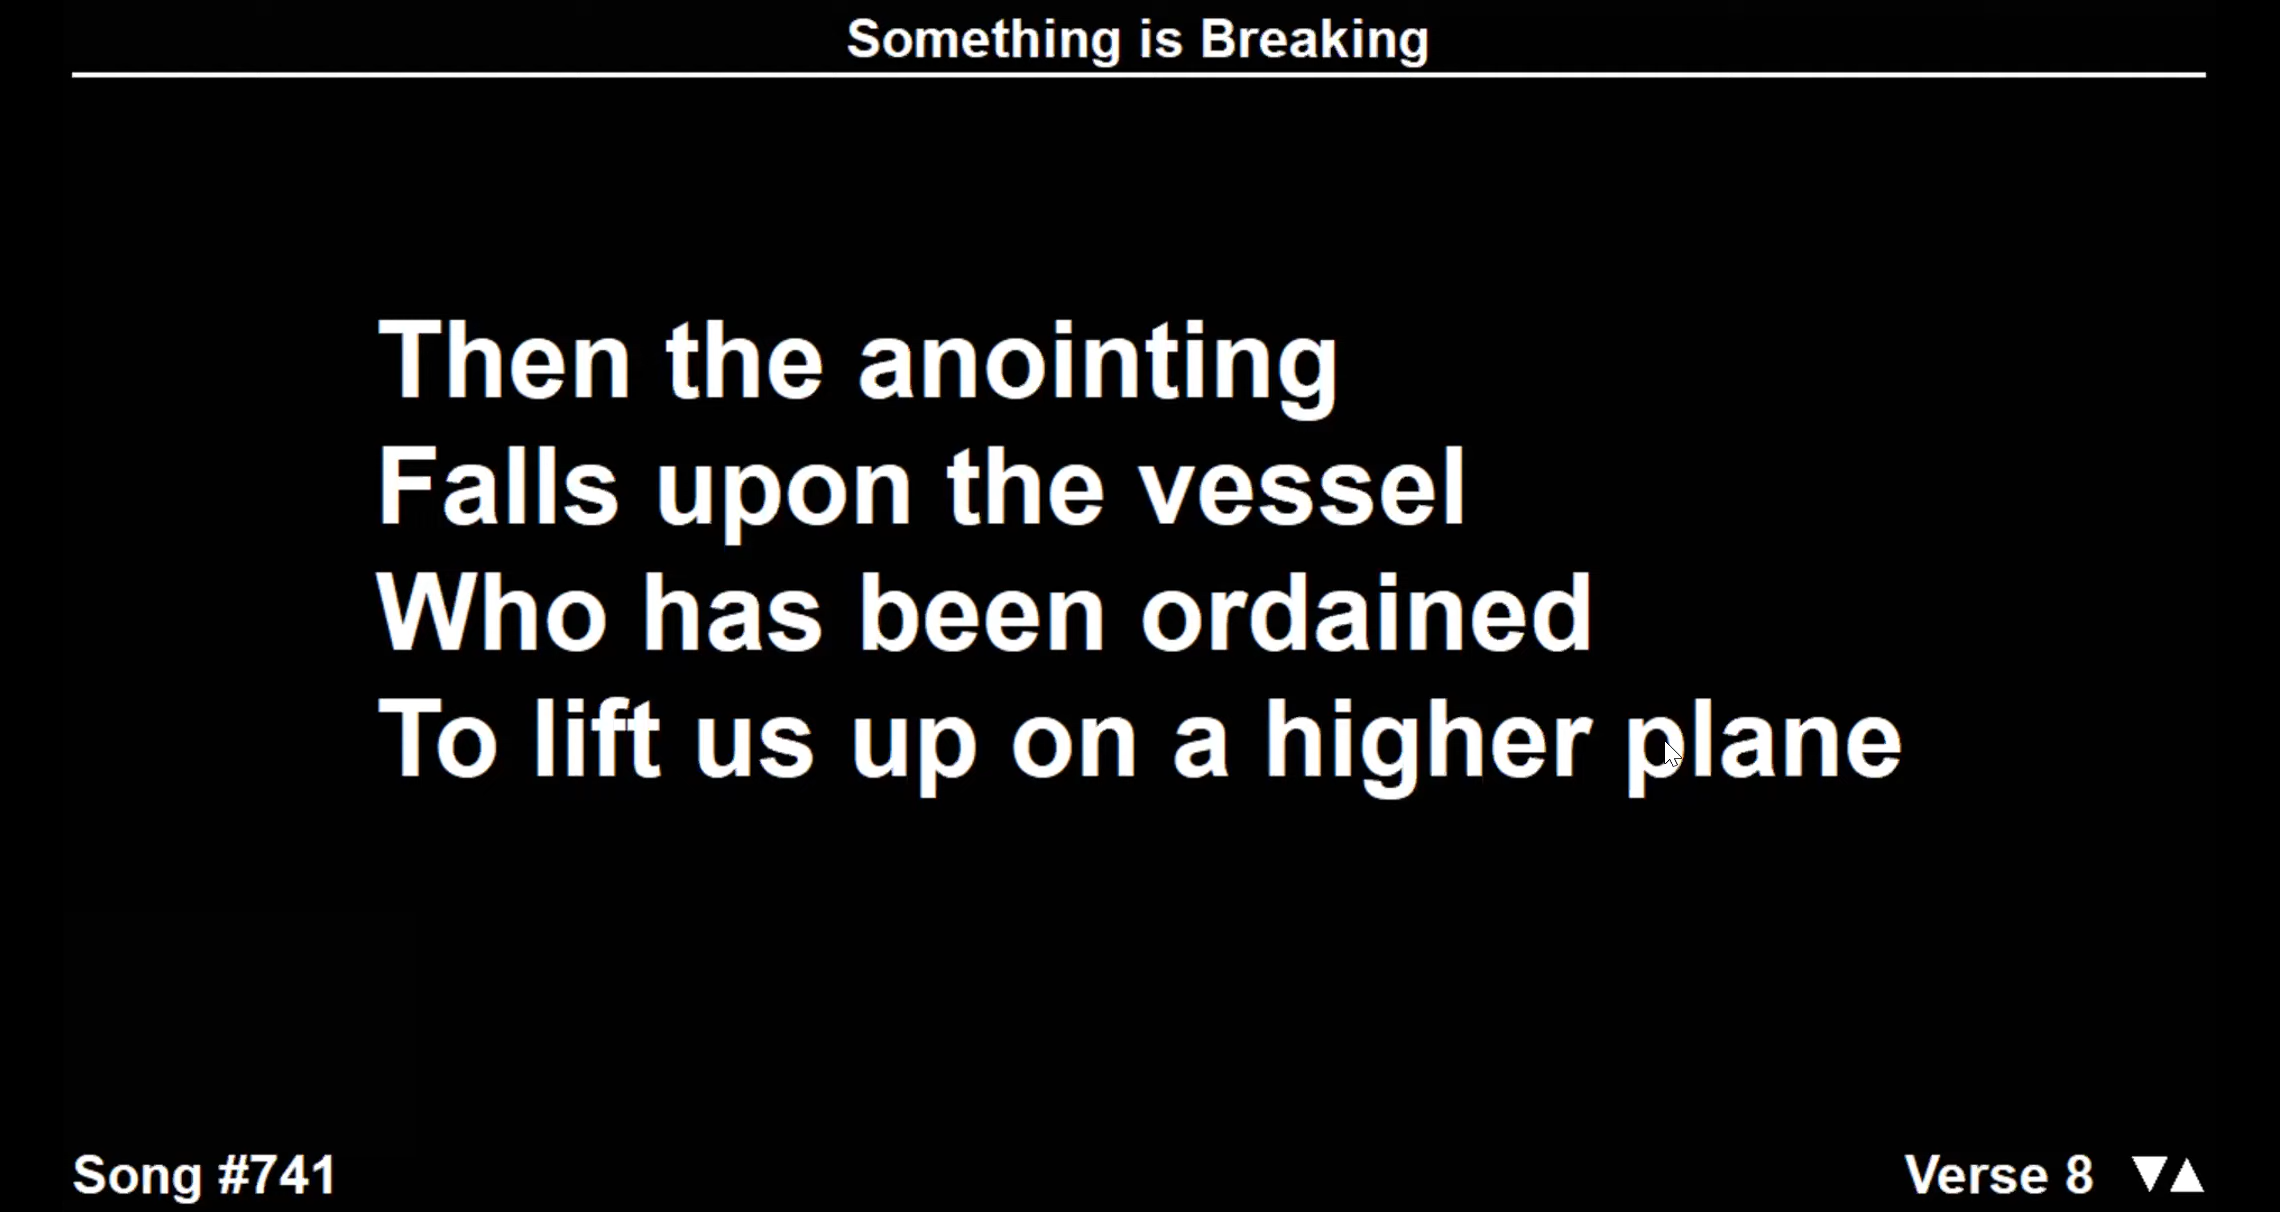 Something is Breaking
Then the anointing
Falls upon the vessel
Who has been ordained
To lift us up on a higher plane
Song #741
Verse 8 ▼▲